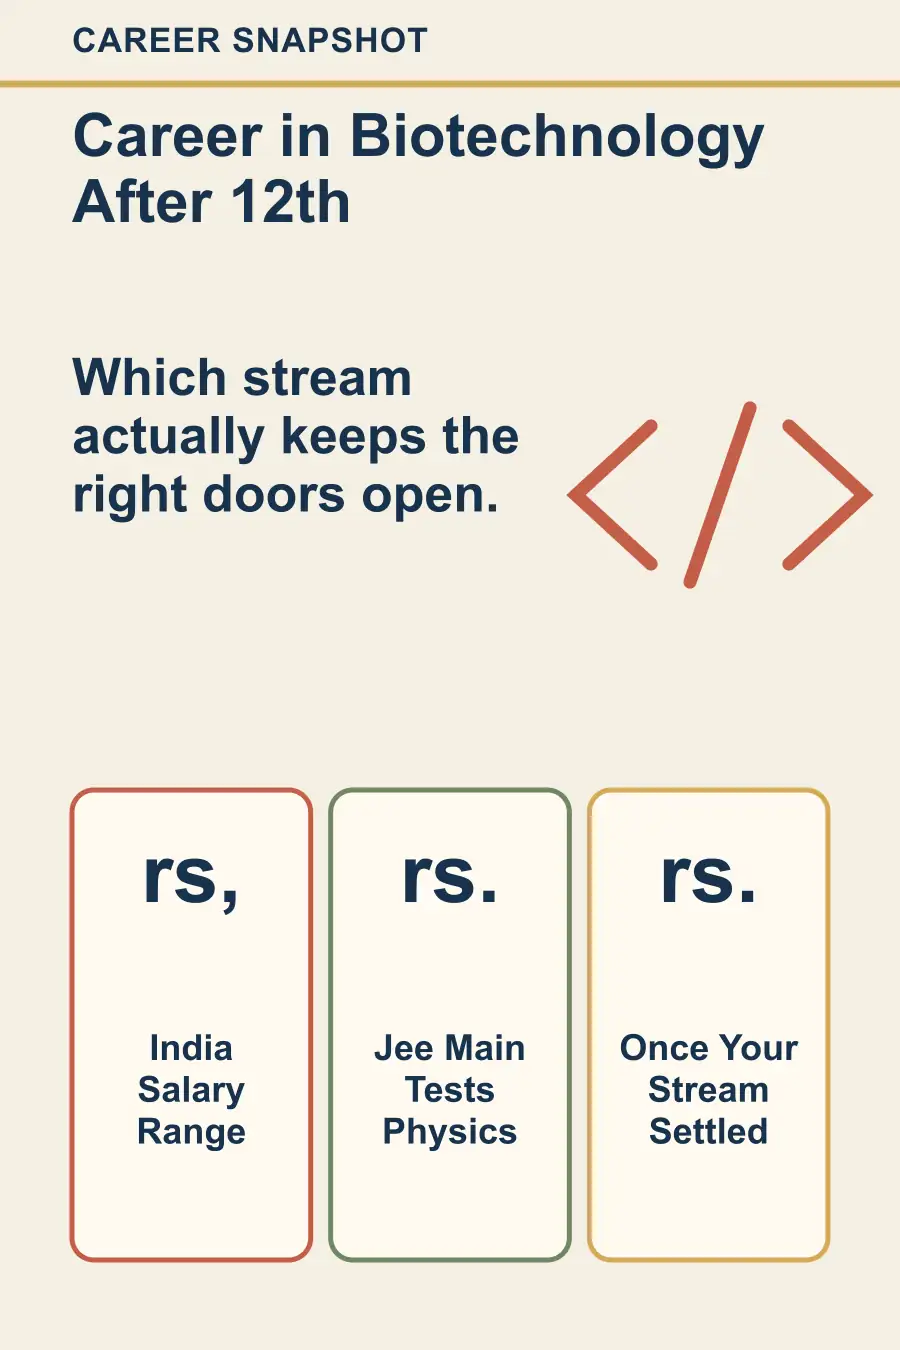 CAREER SNAPSHOT
Career in Biotechnology
After 12th
Which stream
actually keeps the
right doors open.
rs,
India
Salary
Range
rs.
Jee Main
Tests
Physics
rs.
Once Your
Stream
Settled